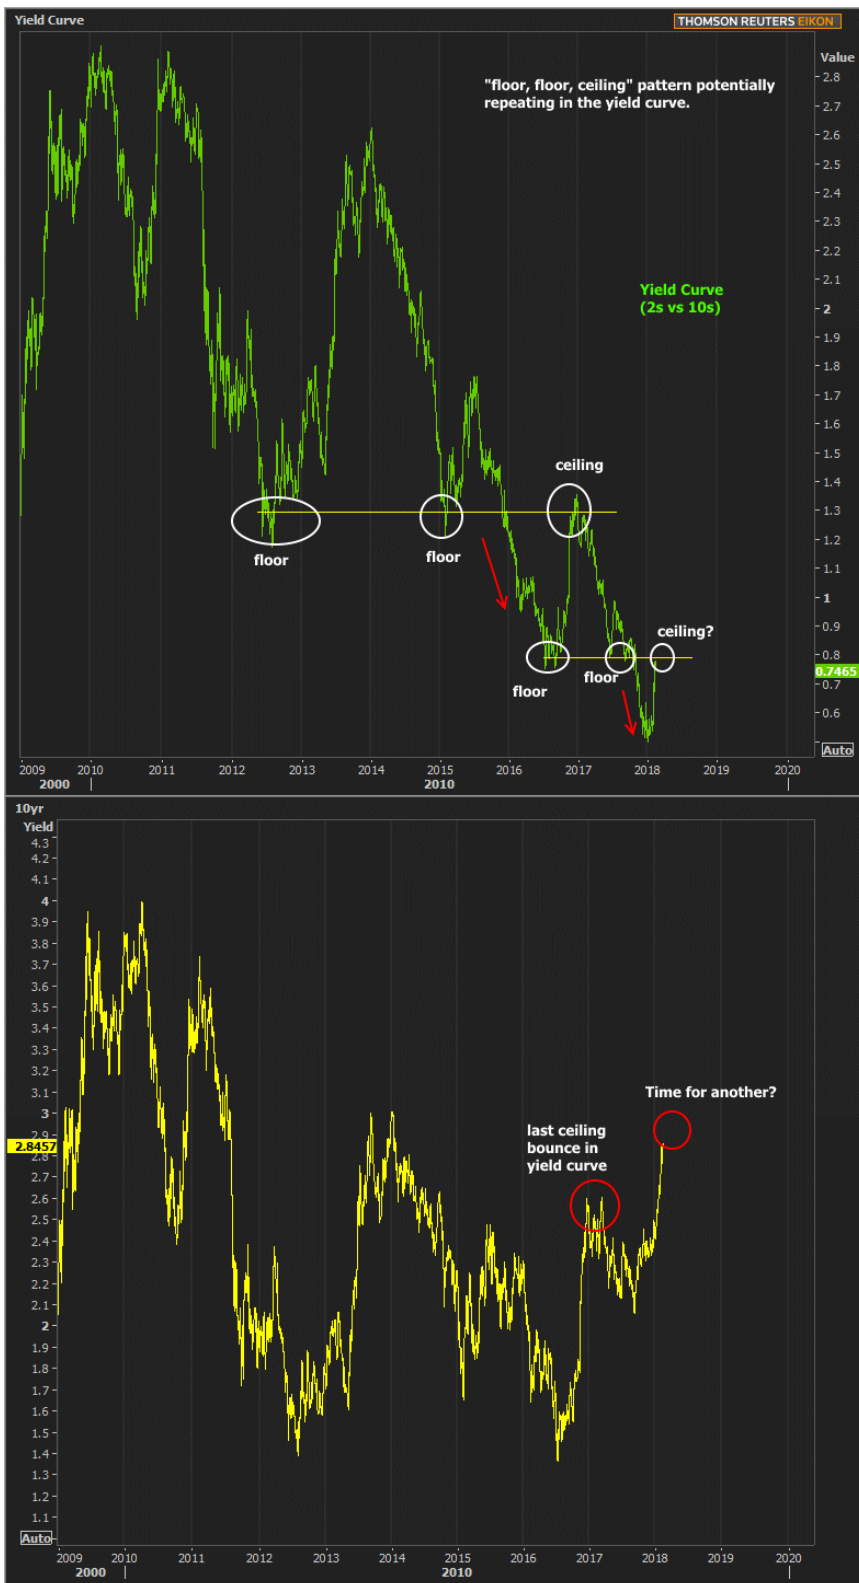 Yield Curve
THOMSON REUTERS EIKON
Value
"floor, floor, ceiling" pattern potentially
repeating in the yield curve.
2.8
2.7
2.6
2.5
2.4
2.3
2.2
2.1
Yield Curve
(2s vs 10s)
2
1.9
1.8
1.7
1.6
1.5
ceiling
1.4
1.3
floor
floor
1.2
1.1
1
0.9
ceiling?
0.8
0.7465
floor
floor
0.7
0.6
Auto
2009 2010 2011 2012 2013 2014 2015 2016 2017 2018 2019 2020
2000 2010
10yr
Yield
4.3
4.2
4.1
4
3.9
3.8
3.7
3.6
3.5
3.4
3.3
3.2
3.1
Time for another?
3
2.9
last ceiling
bounce in
yield curve
2.8457
2.7
2.6
2.5
2.4
2.3
2.2
2.1
2
1.9
1.8
1.7
1.6
1.5
1.4
1.3
1.2
1.1
Auto
2009 2010 2011 2012 2013 2014 2015 2016 2017 2018 2019 2020
2000 2010